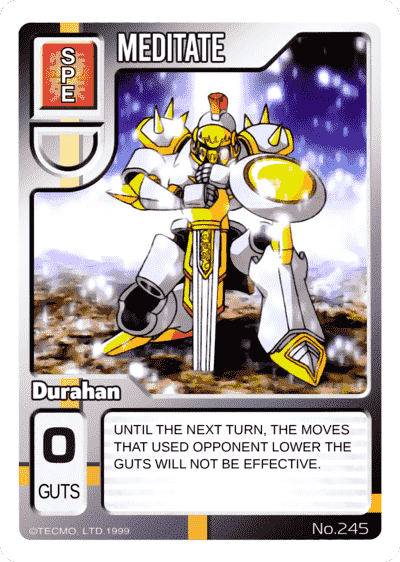 MEDITATE
SPE
Durahan
0
GUTS
UNTIL THE NEXT TURN, THE MOVES
THAT USED OPPONENT LOWER THE
GUTS WILL NOT BE EFFECTIVE.
©TECMO, LTD.1999
No.245